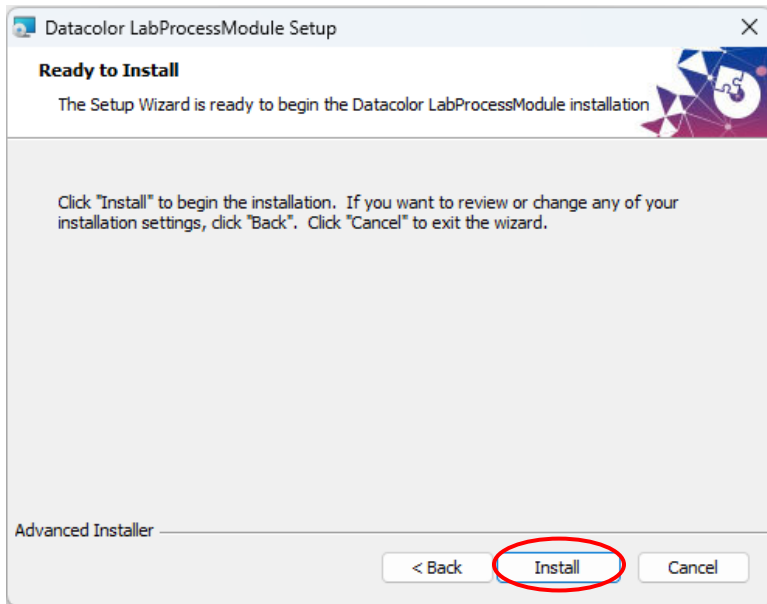 Datacolor LabProcessModule Setup
Ready to Install
The Setup Wizard is ready to begin the Datacolor LabProcessModule installation
Click "Install" to begin the installation.  If you want to review or change any of your
installation settings, click "Back".  Click "Cancel" to exit the wizard.
Advanced Installer
< Back
Install
Cancel